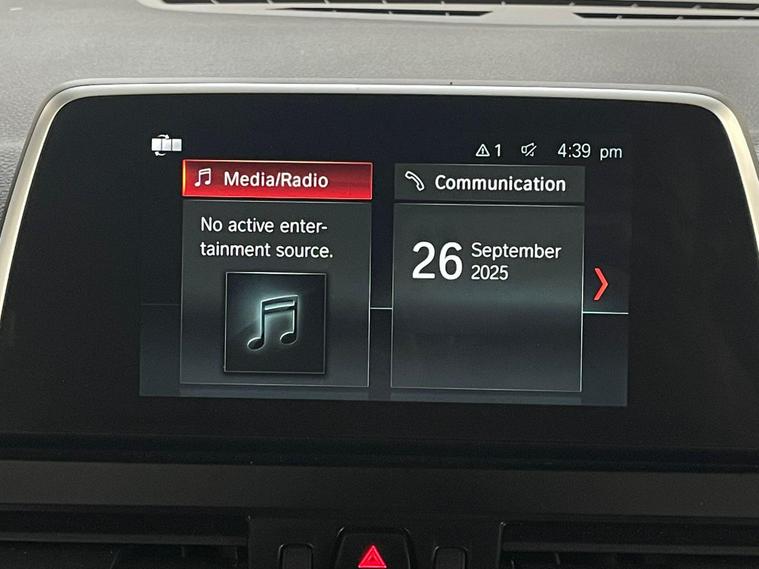 1 4:39 pm
Media/Radio
Communication
No active enter-
tainment source.
26 September
2025